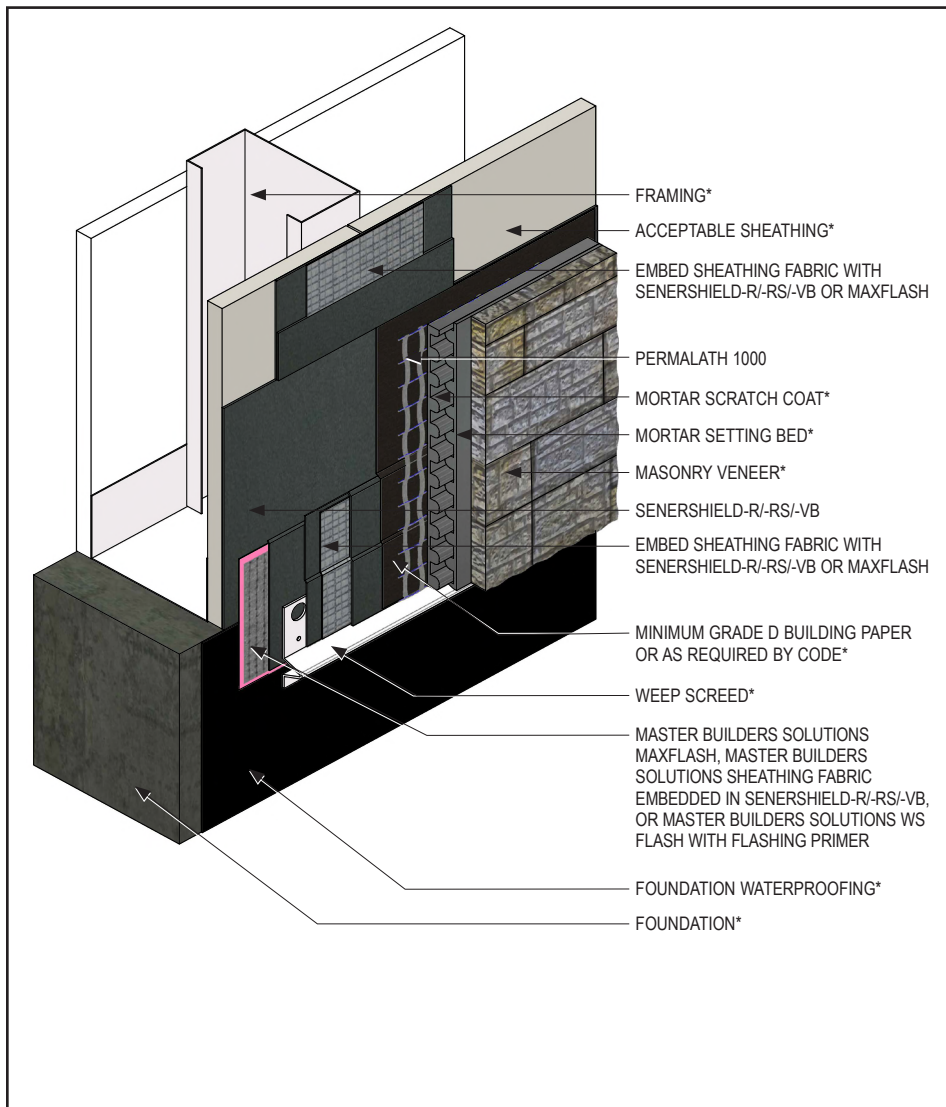 FRAMING*
ACCEPTABLE SHEATHING*
EMBED SHEATHING FABRIC WITH
SENERSHIELD-R/-RS/-VB OR MAXFLASH
PERMALATH 1000
MORTAR SCRATCH COAT*
MORTAR SETTING BED*
MASONRY VENEER*
SENERSHIELD-R/-RS/-VB
EMBED SHEATHING FABRIC WITH
SENERSHIELD-R/-RS/-VB OR MAXFLASH
MINIMUM GRADE D BUILDING PAPER
OR AS REQUIRED BY CODE*
WEEP SCREED*
MASTER BUILDERS SOLUTIONS
MAXFLASH, MASTER BUILDERS
SOLUTIONS SHEATHING FABRIC
EMBEDDED IN SENERSHIELD-R/-RS/-VB,
OR MASTER BUILDERS SOLUTIONS WS
FLASH WITH FLASHING PRIMER
FOUNDATION WATERPROOFING*
FOUNDATION*